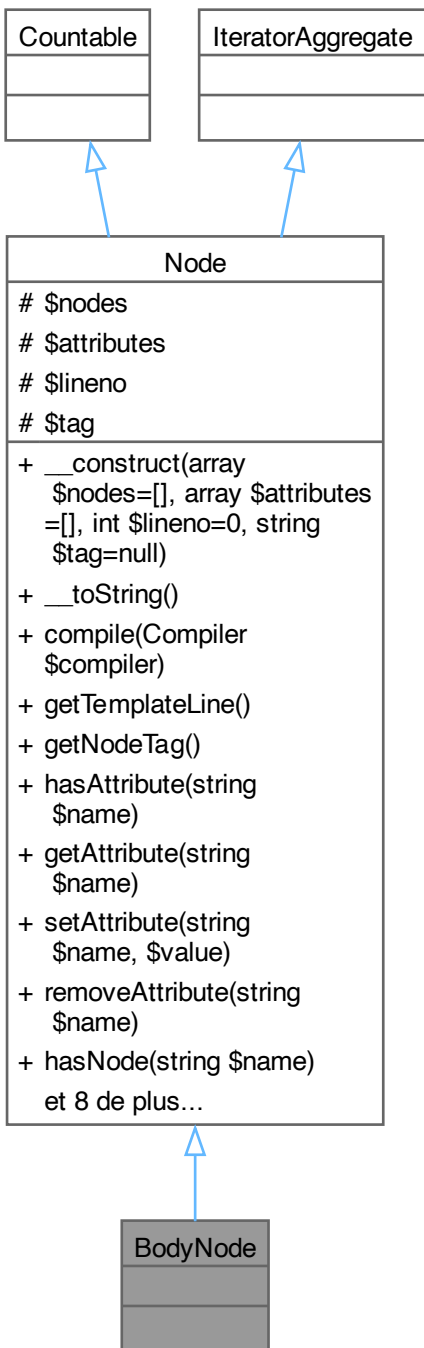 Countable
IteratorAggregate
Node
# $nodes
# $attributes
# $lineno
# $tag
+ __construct(array
$nodes=[], array $attributes
=[], int $lineno=0, string
$tag=null)
+ __toString()
+ compile(Compiler
$compiler)
+ getTemplateLine()
+ getNodeTag()
+ hasAttribute(string
$name)
+ getAttribute(string
$name)
+ setAttribute(string
$name, $value)
+ removeAttribute(string
$name)
+ hasNode(string $name)
et 8 de plus...
BodyNode